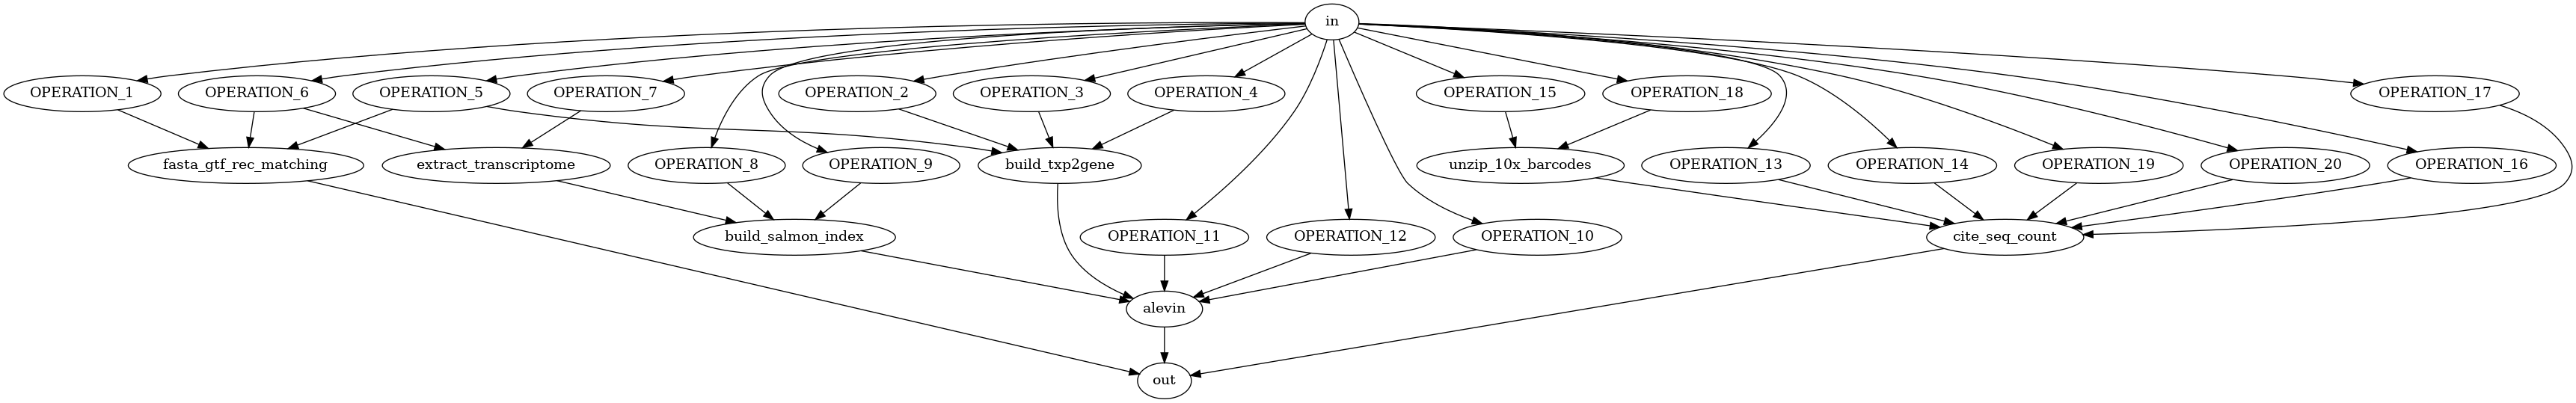 in
OPERATION_1
OPERATION_6
OPERATION_5
OPERATION_7
OPERATION_2
OPERATION_3
OPERATION_4
OPERATION_15
OPERATION_18
OPERATION_17
fasta_gtf_rec_matching
extract_transcriptome
OPERATION_8
OPERATION_9
build_txp2gene
unzip_10x_barcodes
OPERATION_13
OPERATION_14
OPERATION_19
OPERATION_20
OPERATION_16
build_salmon_index
OPERATION_11
OPERATION_12
OPERATION_10
cite_seq_count
alevin
out